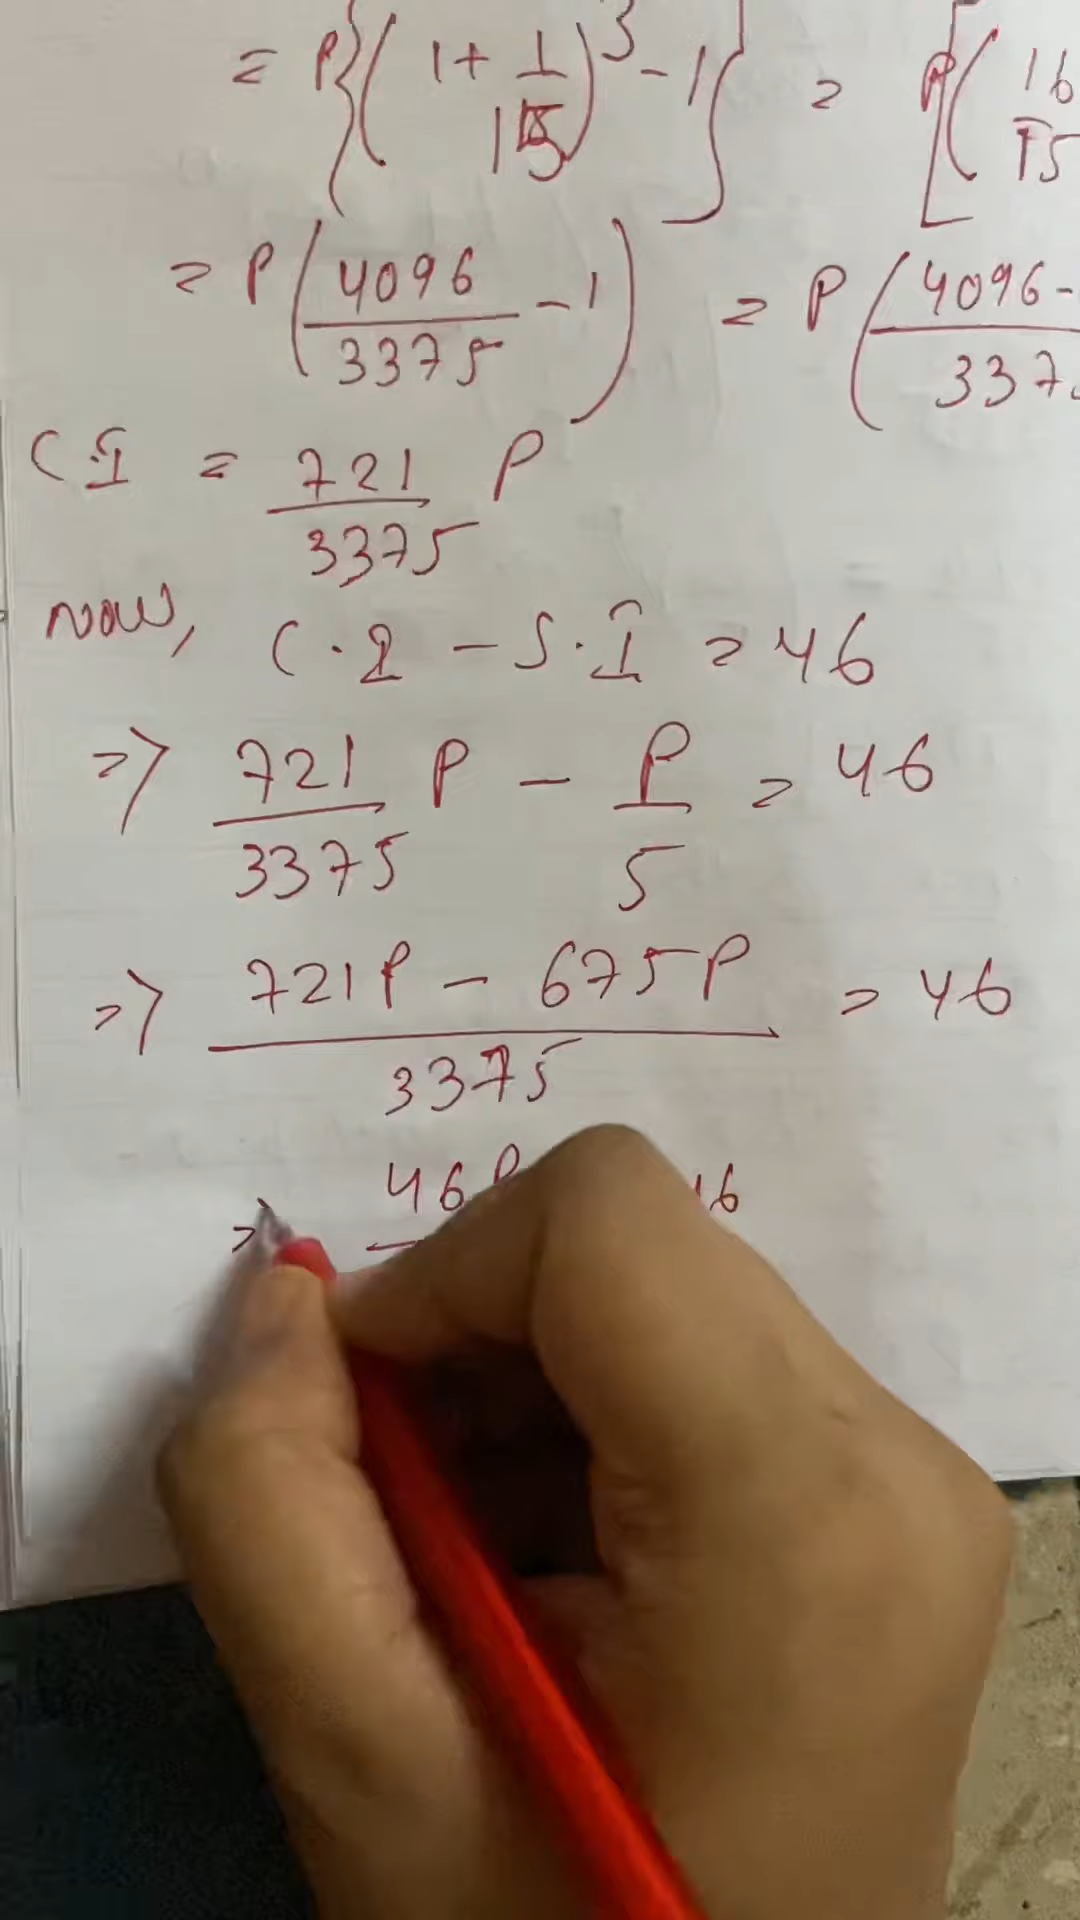 = P{(1 + 1/15)^3 - 1} = P[(16/15
= P(4096/3375 - 1) = P(4096-/337
C.I = 721/3375 P
Now, C.I - S.I = 46
=> 721/3375 P - P/5 = 46
=> 721P - 675P/3375 = 46
=> 46P